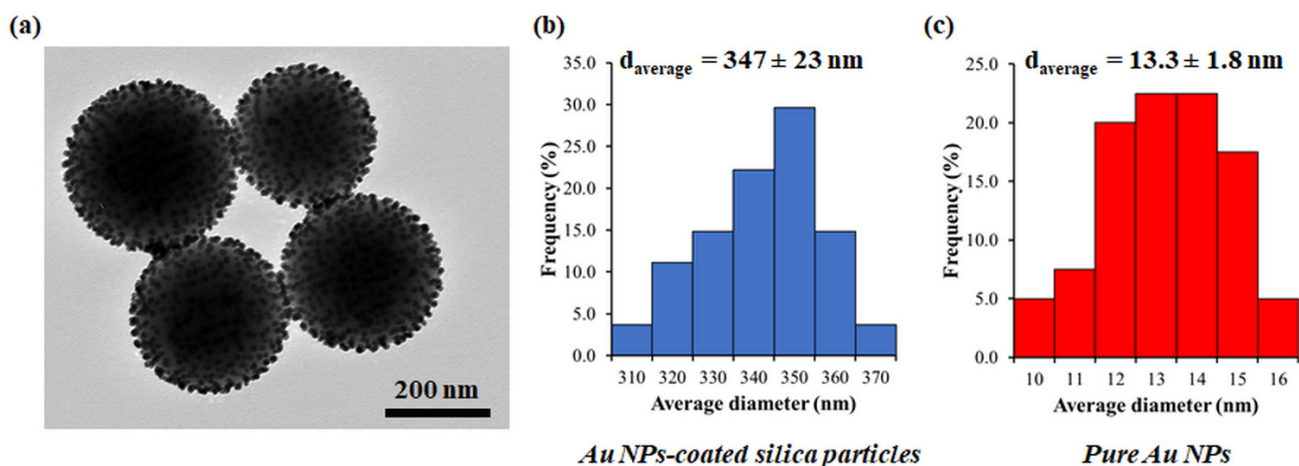 (a)
200 nm
(b)
d_average = 347 ± 23 nm
35.0
30.0
25.0
20.0
15.0
10.0
5.0
0.0
Frequency (%)
310 320 330 340 350 360 370
Average diameter (nm)
Au NPs-coated silica particles
(c)
d_average = 13.3 ± 1.8 nm
25.0
20.0
15.0
10.0
5.0
0.0
Frequency (%)
10 11 12 13 14 15 16
Average diameter (nm)
Pure Au NPs